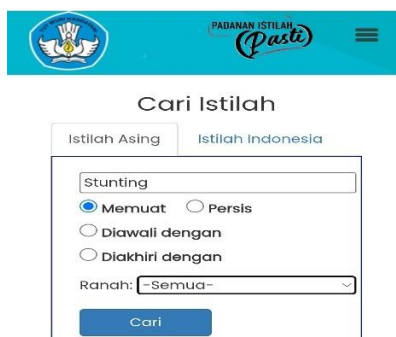 PADANAN ISTILAH
Pasti
Cari Istilah
Istilah Asing Istilah Indonesia
Stunting
Memuat Persis
Diawali dengan
Diakhiri dengan
Ranah: -Semua-
Cari